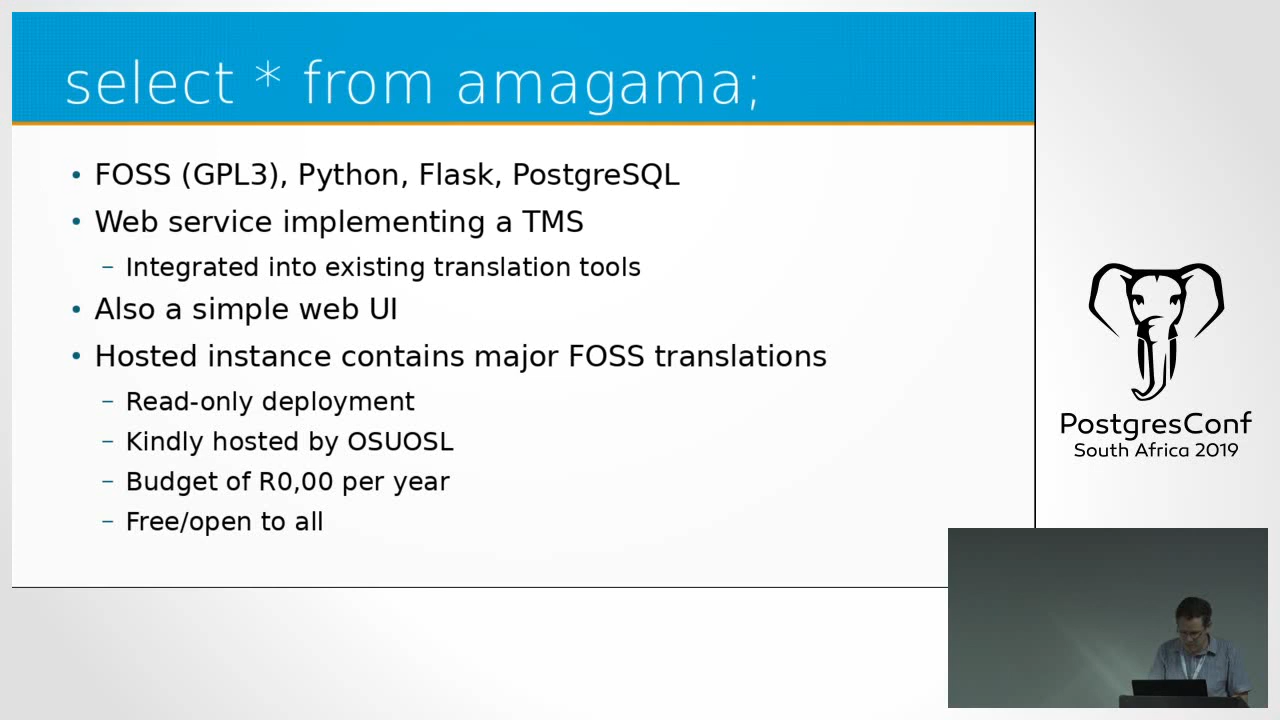 select * from amagama;
• FOSS (GPL3), Python, Flask, PostgreSQL
• Web service implementing a TMS
– Integrated into existing translation tools
• Also a simple web UI
• Hosted instance contains major FOSS translations
– Read-only deployment
– Kindly hosted by OSUOSL
– Budget of R0,00 per year
– Free/open to all
PostgresConf
South Africa 2019